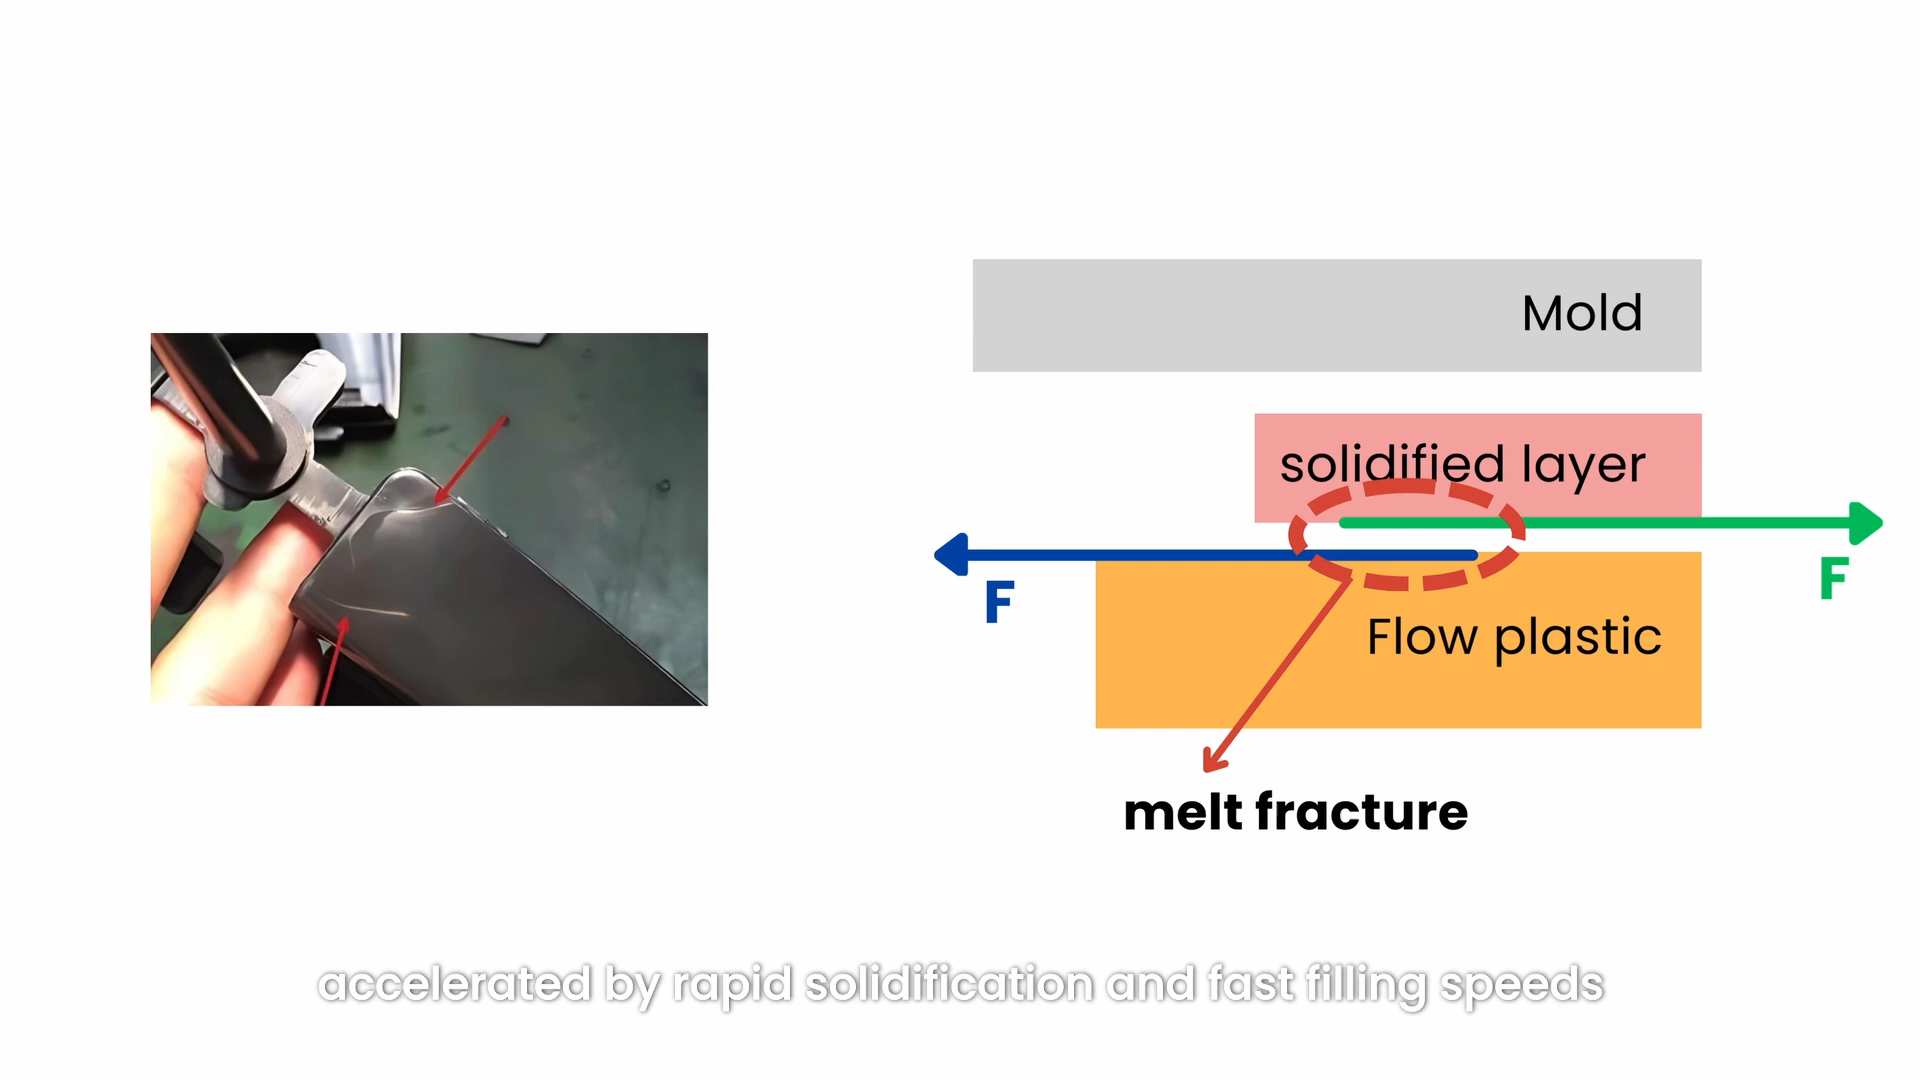 Mold
solidified layer
F
F
Flow plastic
melt fracture
accelerated by rapid solidification and fast filling speeds